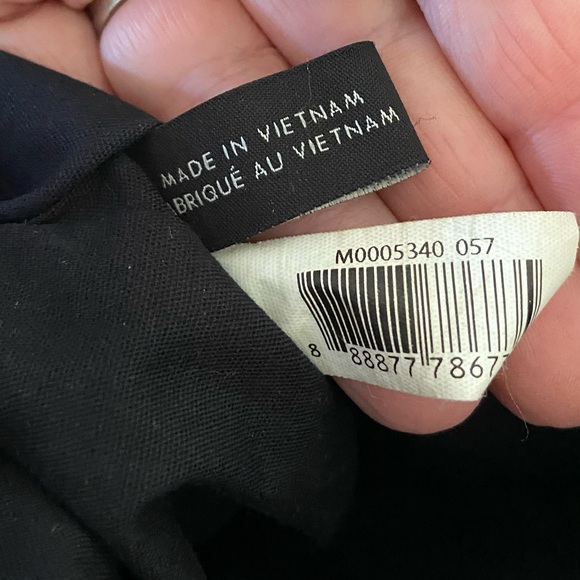 MADE IN VIETNAM
ABRIQUÉ AU VIETNAM
M0005340 057
8 88877 7867